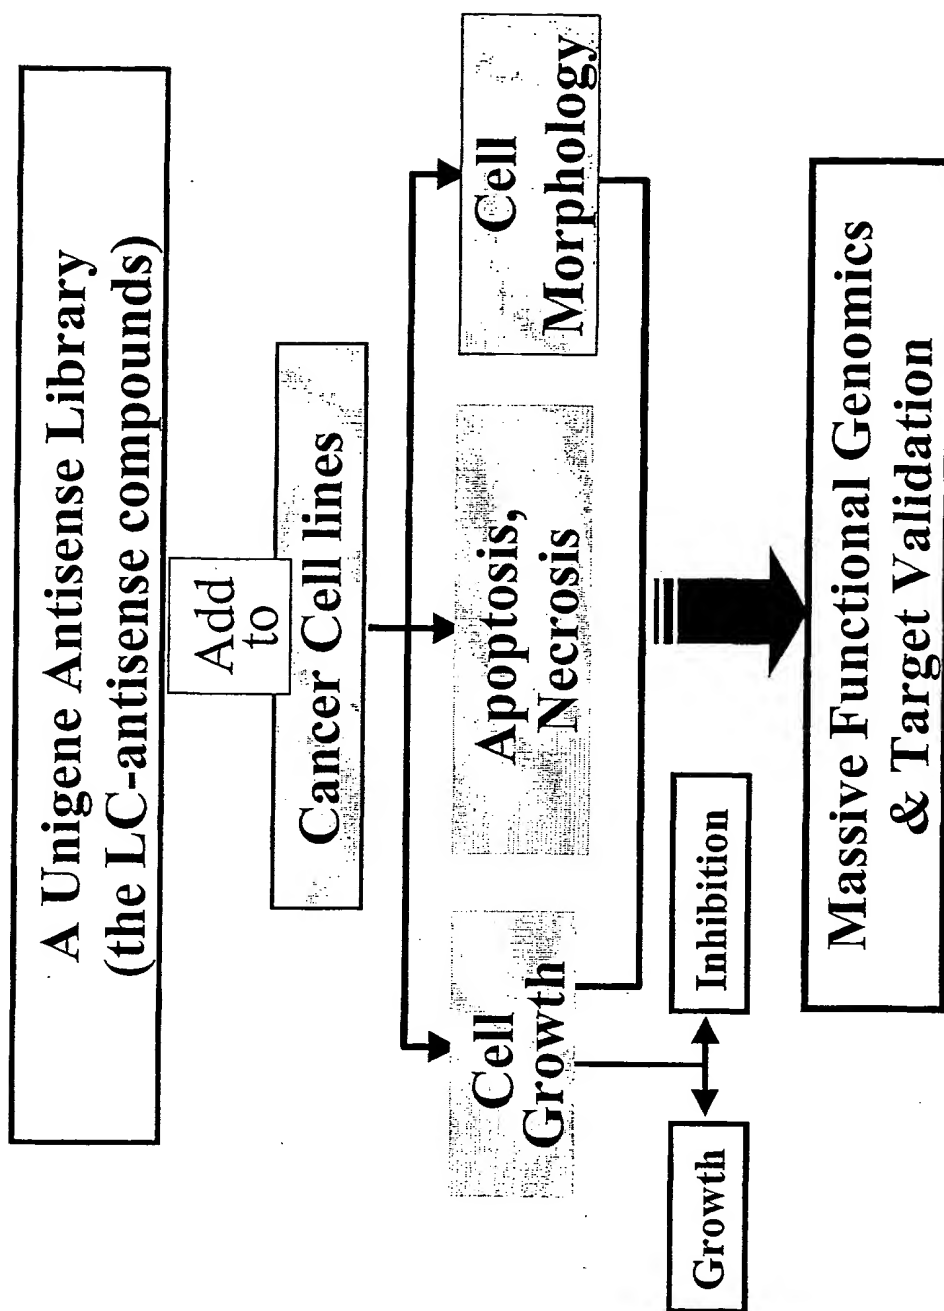 A Unigene Antisense Library
(the LC-antisense compounds)
Add
to
Cancer Cell lines
Cell
Growth
Apoptosis,
Necrosis
Cell
Morphology
Growth
Inhibition
Massive Functional Genomics
& Target Validation